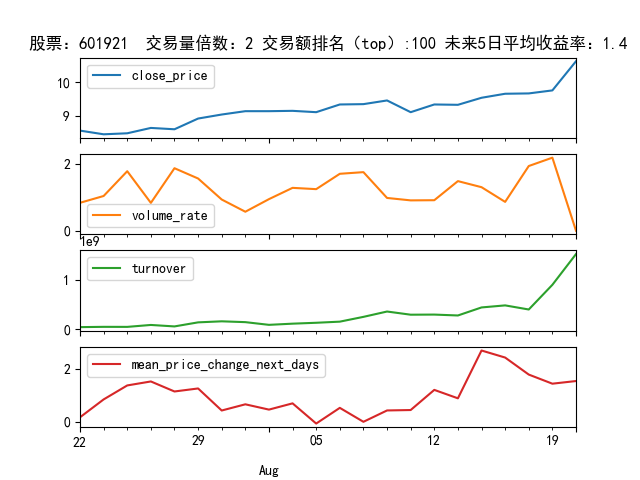 股票：601921  交易量倍数：2 交易额排名（top）:100 未来5日平均收益率：1.4
10
9
close_price
2
0
volume_rate
1e9
1
0
turnover
2
0
mean_price_change_next_days
22 29 05 12 19
Aug